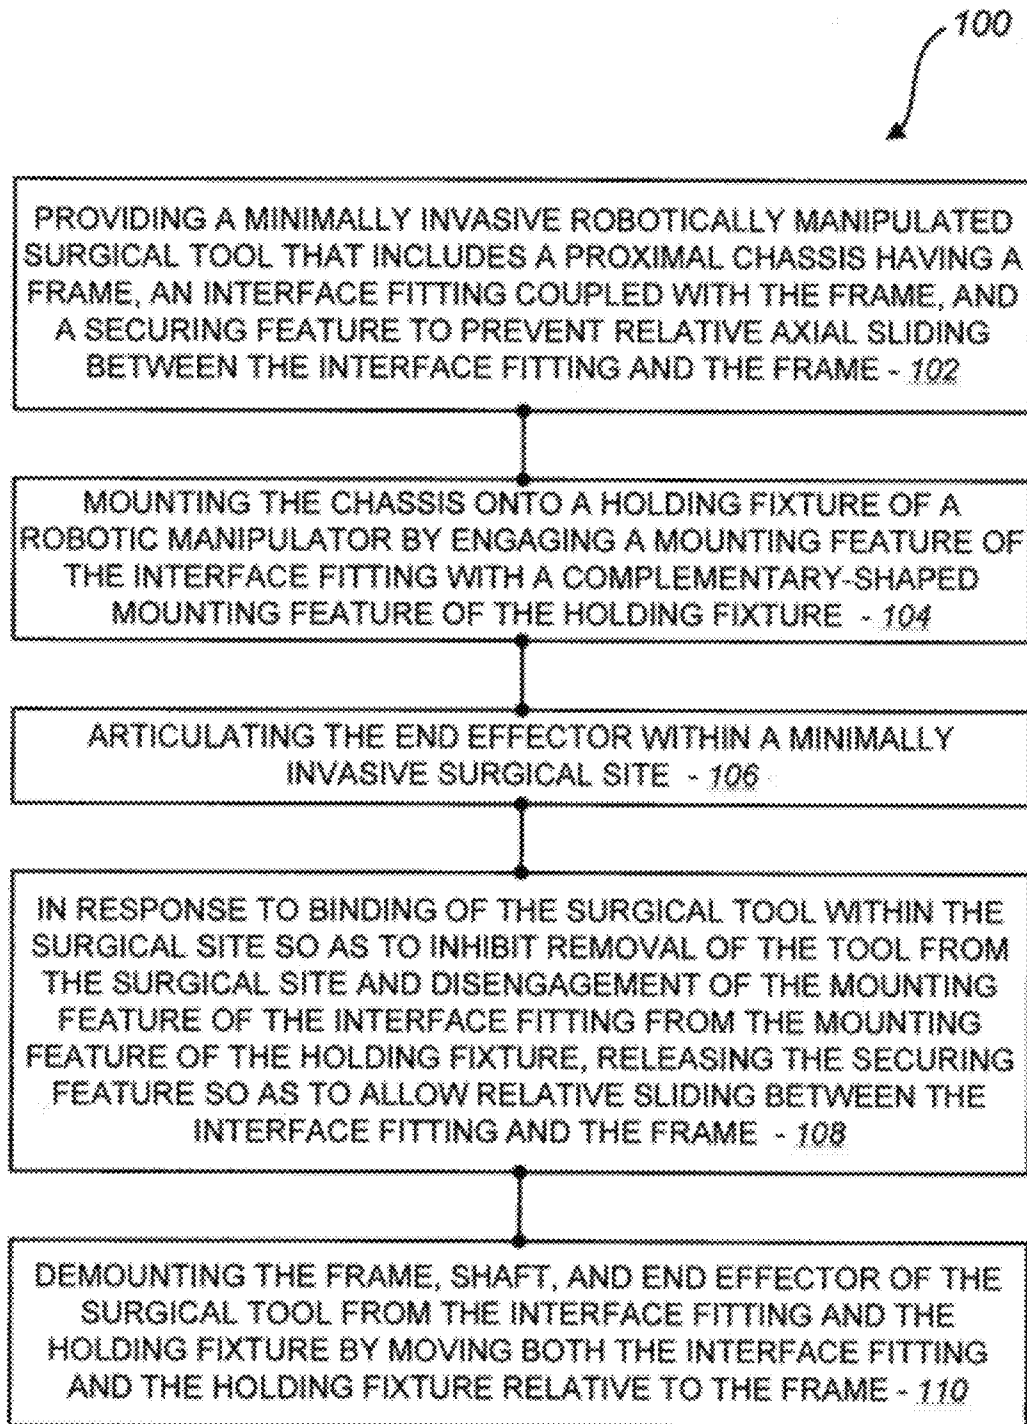 100
PROVIDING A MINIMALLY INVASIVE ROBOTICALLY MANIPULATED
SURGICAL TOOL THAT INCLUDES A PROXIMAL CHASSIS HAVING A
FRAME, AN INTERFACE FITTING COUPLED WITH THE FRAME, AND
A SECURING FEATURE TO PREVENT RELATIVE AXIAL SLIDING
BETWEEN THE INTERFACE FITTING AND THE FRAME - 102
MOUNTING THE CHASSIS ONTO A HOLDING FIXTURE OF A
ROBOTIC MANIPULATOR BY ENGAGING A MOUNTING FEATURE OF
THE INTERFACE FITTING WITH A COMPLEMENTARY-SHAPED
MOUNTING FEATURE OF THE HOLDING FIXTURE - 104
ARTICULATING THE END EFFECTOR WITHIN A MINIMALLY
INVASIVE SURGICAL SITE - 106
IN RESPONSE TO BINDING OF THE SURGICAL TOOL WITHIN THE
SURGICAL SITE SO AS TO INHIBIT REMOVAL OF THE TOOL FROM
THE SURGICAL SITE AND DISENGAGEMENT OF THE MOUNTING
FEATURE OF THE INTERFACE FITTING FROM THE MOUNTING
FEATURE OF THE HOLDING FIXTURE, RELEASING THE SECURING
FEATURE SO AS TO ALLOW RELATIVE SLIDING BETWEEN THE
INTERFACE FITTING AND THE FRAME - 108
DEMOUNTING THE FRAME, SHAFT, AND END EFFECTOR OF THE
SURGICAL TOOL FROM THE INTERFACE FITTING AND THE
HOLDING FIXTURE BY MOVING BOTH THE INTERFACE FITTING
AND THE HOLDING FIXTURE RELATIVE TO THE FRAME - 110